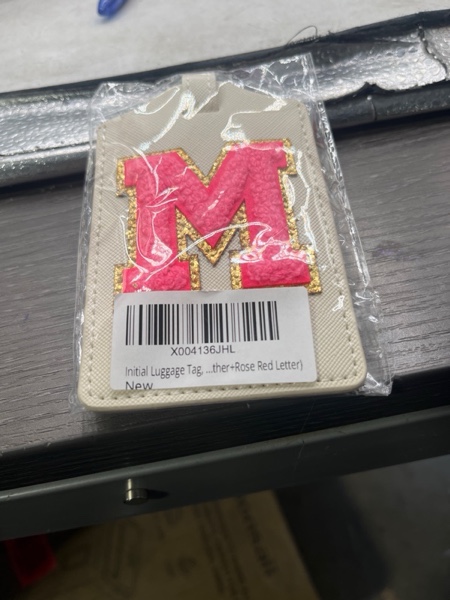 M
X004136JHL
Initial Luggage Tag, ...ther+Rose Red Letter)
New